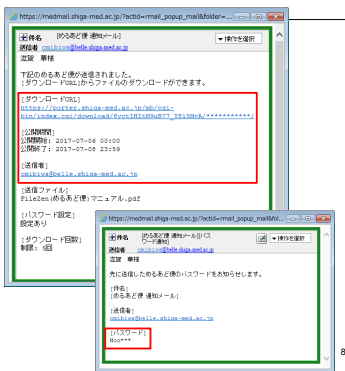 https://medmail.shiga-med.ac.jp/?actid=rmail_popup_mail&folder=...
件名 [めるあど便 通知メール]
▼操作を選択
送信者 omibiwa@belle.shiga-med.ac.jp
滋賀 華様
下記のめるあど便が送信されました。
[ダウンロードURL]からファイルのダウンロードができます。
[ダウンロードURL]
https://porter.shiga-med.ac.jp/mb/cgi-
[公開期間]
公開開始: 2017-07-06 00:00
公開終了: 2017-07-08 23:59
[送信者]
omibiwa@belle.shiga-med.ac.jp
[送信ファイル]
FileZen(めるあど便)マニュアル.pdf
[パスワード設定]
設定あり
[ダウンロード回数]
制限: 5回
https://medmail.shiga-med.ac.jp/?actid=rmail_popup_mail&fol...
件名 [めるあど便 通知メール][パス
ワード通知]
▼操作を選択
送信者 omibiwa@belle.shiga-med.ac.jp
滋賀 華様
先に送信しためるあど便のパスワードをお知らせします。
[件名]
[めるあど便 通知メール]
[送信者]
omibiwa@belle.shiga-med.ac.jp
[パスワード]
8